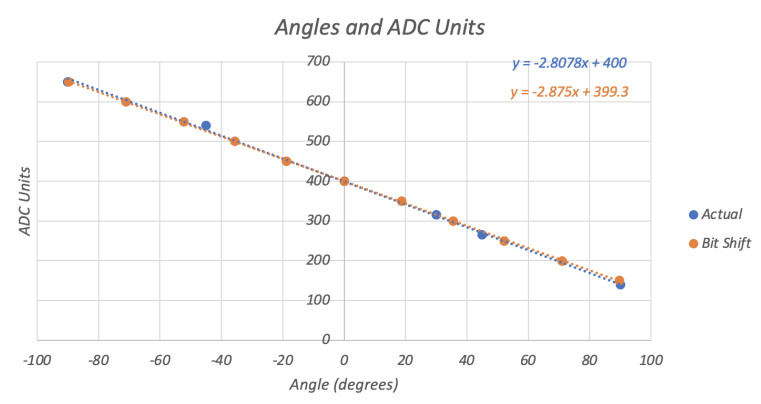 Angles and ADC Units
y = -2.8078x + 400
y = -2.875x + 399.3
ADC Units
700
600
500
400
300
200
100
0
-100 -80 -60 -40 -20 0 20 40 60 80 100
Angle (degrees)
Actual
Bit Shift